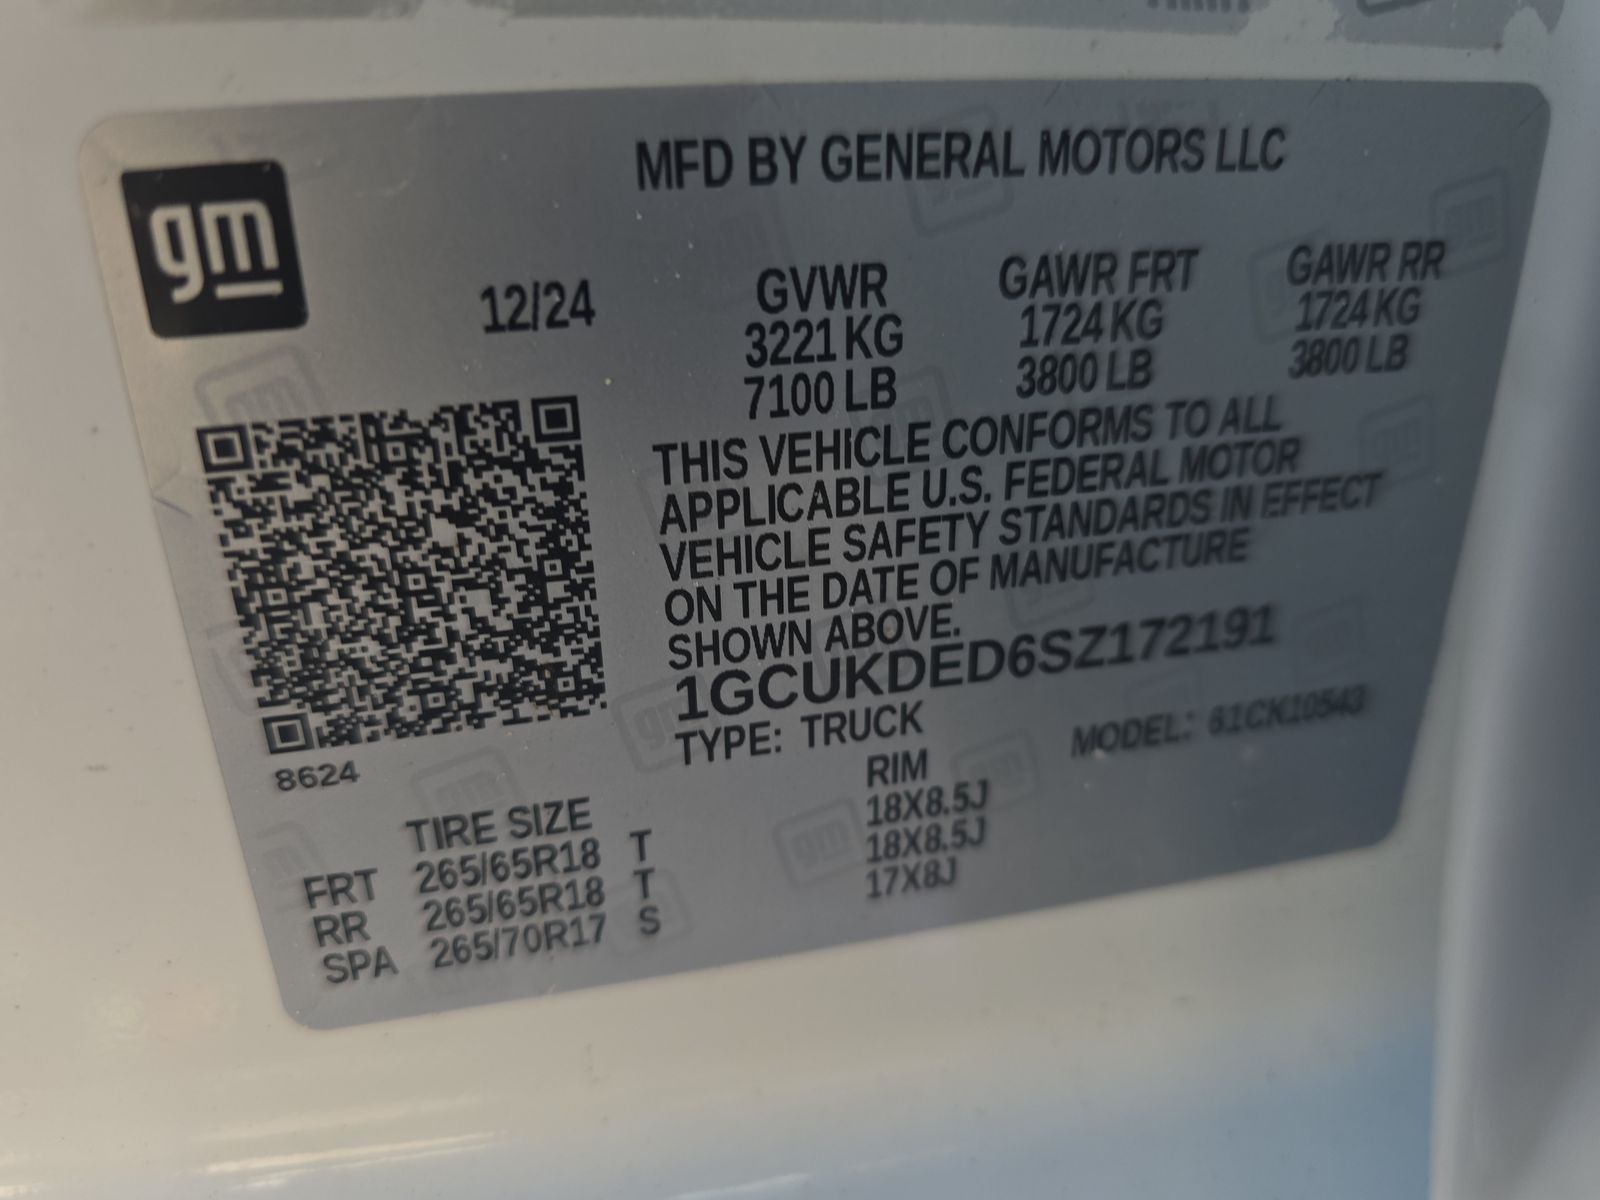 gm
MFD BY GENERAL MOTORS LLC
12/24
GVWR GAWR FRT GAWR RR
3221 KG 1724 KG 1724 KG
7100 LB 3800 LB 3800 LB
THIS VEHICLE CONFORMS TO ALL
APPLICABLE U.S. FEDERAL MOTOR
VEHICLE SAFETY STANDARDS IN EFFECT
ON THE DATE OF MANUFACTURE
SHOWN ABOVE.
1GCUKDED6SZ172191
TYPE: TRUCK MODEL: 61CK10543
8624
TIRE SIZE RIM
FRT 265/65R18 T 18X8.5J
RR 265/65R18 T 18X8.5J
SPA 265/70R17 S 17X8J